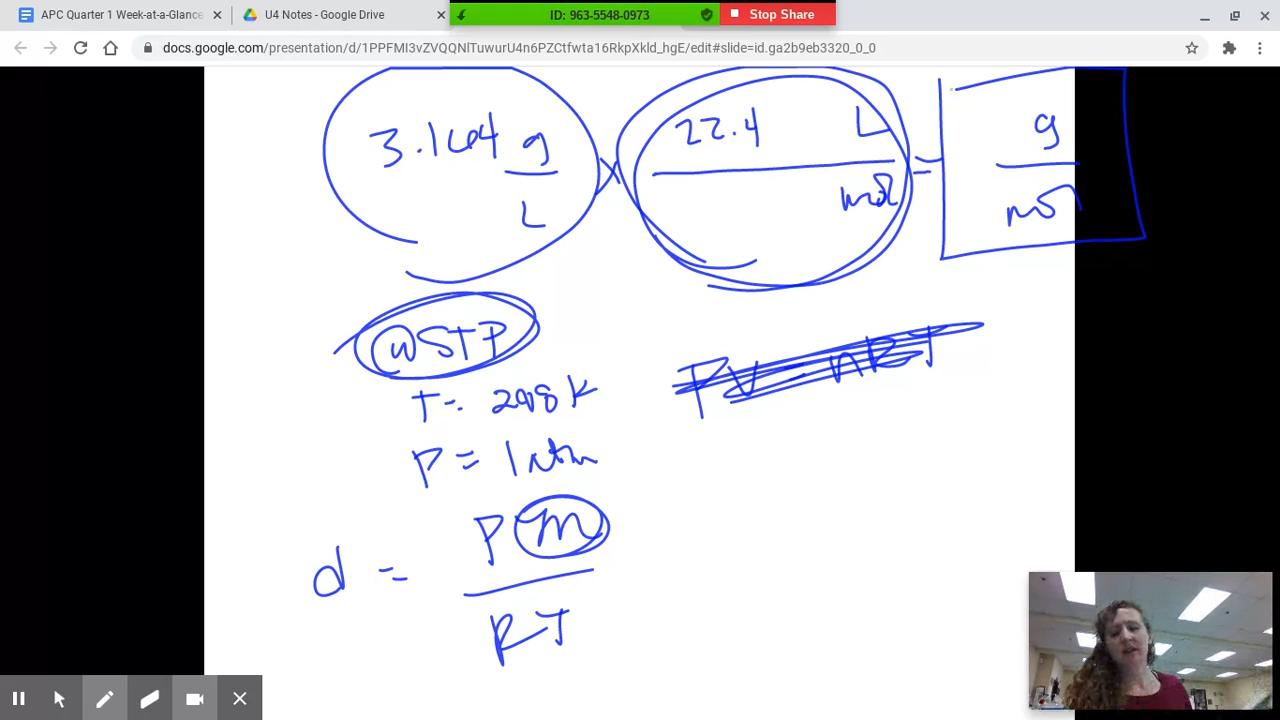 APC Quarter 1 Week-at-a-Glance
U4 Notes - Google Drive
ID: 963-5548-0973
Stop Share
docs.google.com/presentation/d/1PPFMI3vZVQQNlTuwurU4n6PZCtfwta16RkpXkld_hgE/edit#slide=id.ga2b9eb3320_0_0
3.164 g/L × 22.4 L/mol = g/mol
@STP
PV = nRT
T = 298 K
P = 1 atm
d = Pm/RT